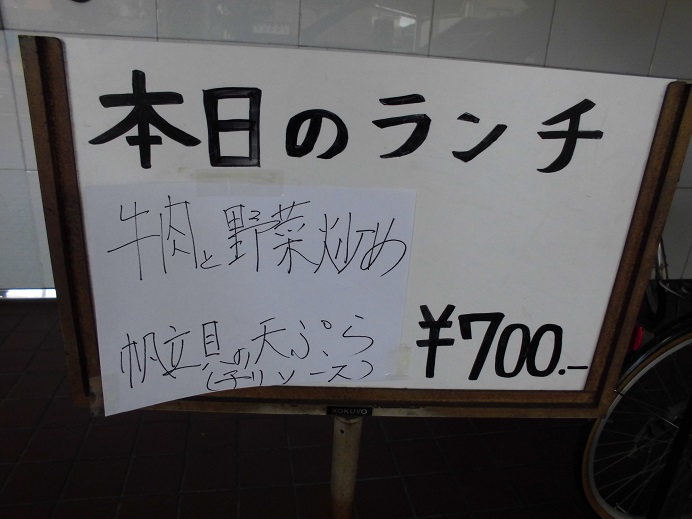 本日のランチ
牛肉と野菜炒め
帆立貝の天ぷら
(チリソース)
¥700.-
KOKUYO